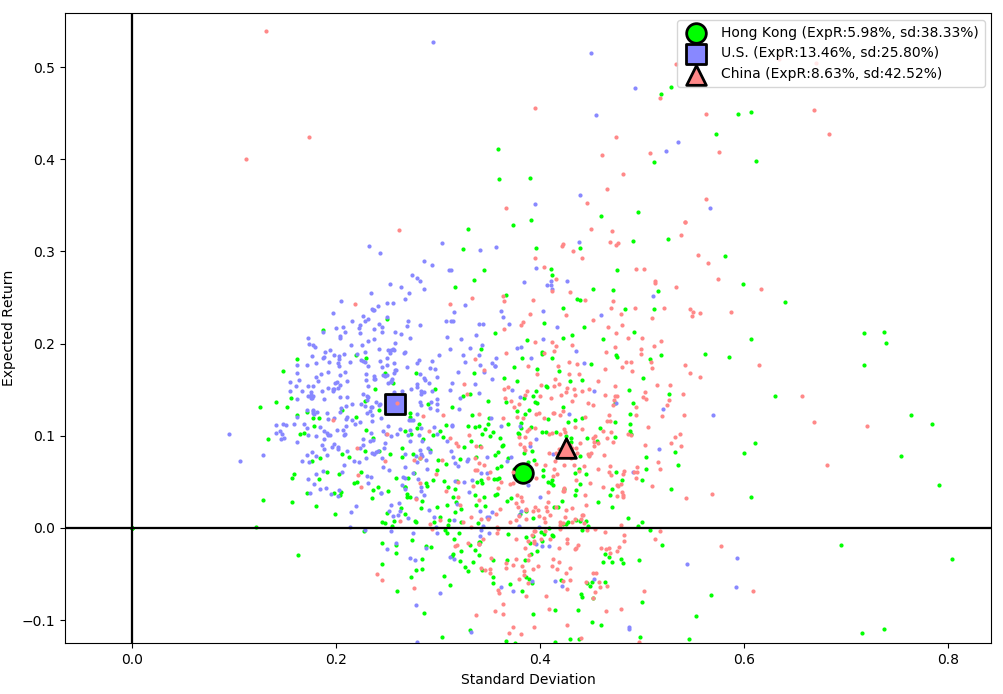 Hong Kong (ExpR:5.98%, sd:38.33%)
U.S. (ExpR:13.46%, sd:25.80%)
China (ExpR:8.63%, sd:42.52%)
Expected Return
0.5
0.4
0.3
0.2
0.1
0.0
−0.1
0.0 0.2 0.4 0.6 0.8
Standard Deviation